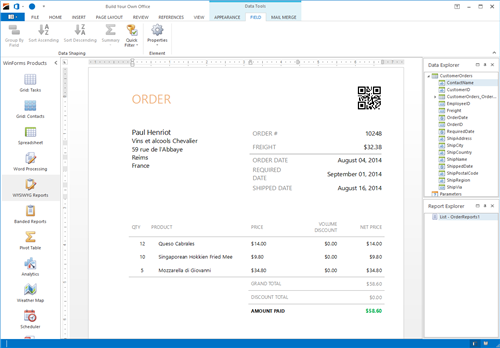 Build Your Own Office
Data Tools
FILE HOME INSERT PAGE LAYOUT REVIEW REFERENCES VIEW APPEARANCE FIELD MAIL MERGE
Group By Field Sort Ascending Sort Descending Summary Quick Filter Properties
Data Shaping Element
WinForms Products
Grid: Tasks
Grid: Contacts
Spreadsheet
Word Processing
WYSIWYG Reports
Banded Reports
Pivot Table
Analytics
Weather Map
Scheduler
ORDER
Paul Henriot
Vins et alcools Chevalier
59 rue de l'Abbaye
Reims
France
ORDER # 10248
FREIGHT $32.38
ORDER DATE August 04, 2014
REQUIRED DATE September 01, 2014
SHIPPED DATE August 16, 2014
QTY PRODUCT PRICE VOLUME DISCOUNT NET PRICE
12 Queso Cabrales $14.00 $0.00 $14.00
10 Singaporean Hokkien Fried Mee $9.80 $0.00 $9.80
5 Mozzarella di Giovanni $34.80 $0.00 $34.80
GRAND TOTAL $58.60
DISCOUNT TOTAL $0.00
AMOUNT PAID $58.60
Data Explorer
CustomerOrders
ContactName
CustomerID
CustomerOrders_Orde...
EmployeeID
Freight
OrderDate
OrderID
RequiredDate
ShipAddress
ShipCity
ShipCountry
ShipName
ShippedDate
ShipPostalCode
ShipRegion
ShipVia
Parameters
Report Explorer
List - OrderReports1